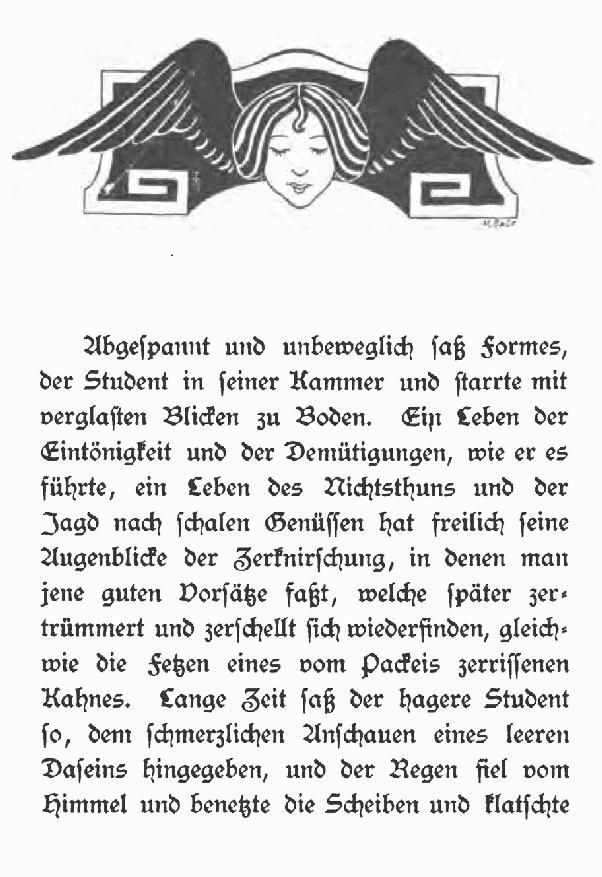 Abgeſpannt und unbeweglich ſaß Formes,
der Student in ſeiner Kammer und ſtarrte mit
verglaſten Blicken zu Boden. Ein Leben der
Eintönigkeit und der Demütigungen, wie er es
führte, ein Leben des Nichtsthuns und der
Jagd nach ſchalen Genüſſen hat freilich ſeine
Augenblicke der Zerknirſchung, in denen man
jene guten Vorſätze faßt, welche ſpäter zer-
trümmert und zerſchellt ſich wiederfinden, gleich-
wie die Fetzen eines vom Packeis zerriſſenen
Kahnes. Lange Zeit ſaß der hagere Student
ſo, dem ſchmerzlichen Anſchauen eines leeren
Daſeins hingegeben, und der Regen fiel vom
Himmel und benetzte die Scheiben und klatſchte